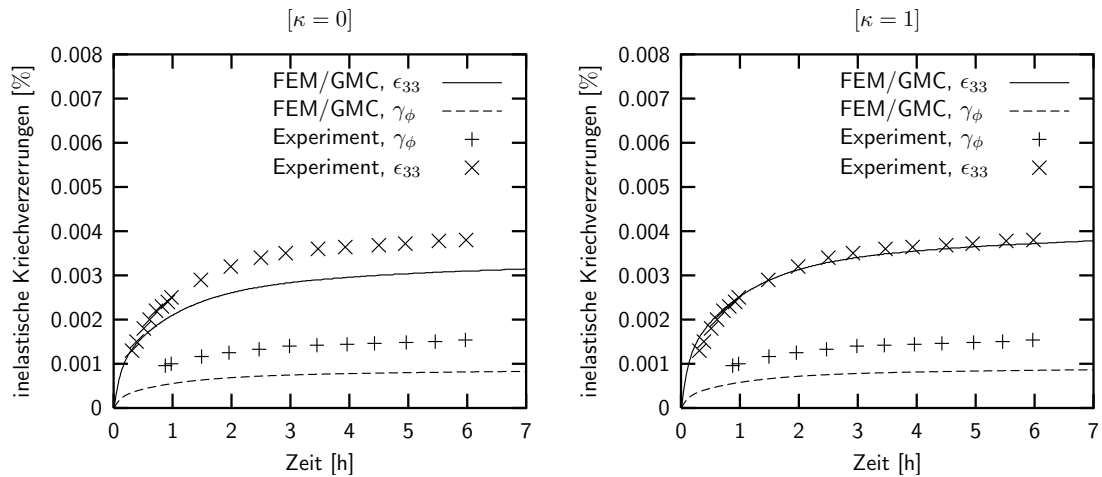 [κ = 0]
inelastische Kriechverzerrungen [%]
0.008
0.007
0.006
0.005
0.004
0.003
0.002
0.001
0
FEM/GMC, ϵ33
FEM/GMC, γϕ
Experiment, γϕ
Experiment, ϵ33
0 1 2 3 4 5 6 7
Zeit [h]
[κ = 1]
inelastische Kriechverzerrungen [%]
0.008
0.007
0.006
0.005
0.004
0.003
0.002
0.001
0
FEM/GMC, ϵ33
FEM/GMC, γϕ
Experiment, γϕ
Experiment, ϵ33
0 1 2 3 4 5 6 7
Zeit [h]